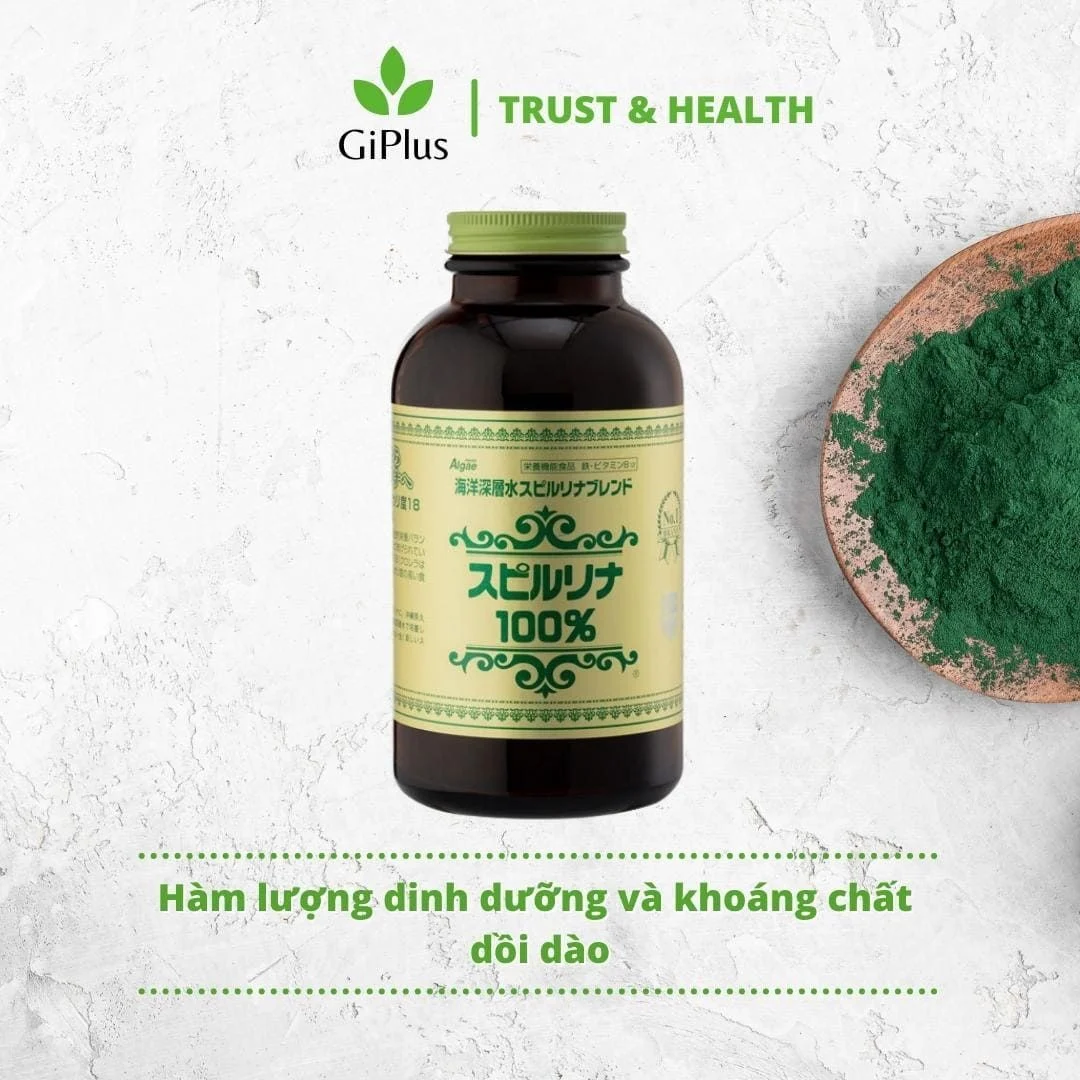 GiPlus
TRUST & HEALTH
Algae
栄養機能食品 鉄・ビタミンB12
海洋深層水スピルリナブレンド
スピルリナ
100%
®
No.1
Hàm lượng dinh dưỡng và khoáng chất
dồi dào